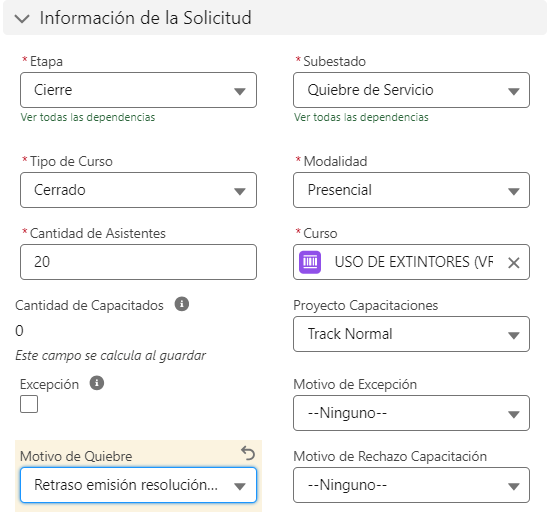 Información de la Solicitud
* Etapa
Cierre
Ver todas las dependencias
* Subestado
Quiebre de Servicio
Ver todas las dependencias
* Tipo de Curso
Cerrado
* Modalidad
Presencial
* Cantidad de Asistentes
20
* Curso
USO DE EXTINTORES (VF
Cantidad de Capacitados
0
Este campo se calcula al guardar
Proyecto Capacitaciones
Track Normal
Excepción
Motivo de Excepción
--Ninguno--
Motivo de Quiebre
Retraso emisión resolución...
Motivo de Rechazo Capacitación
--Ninguno--